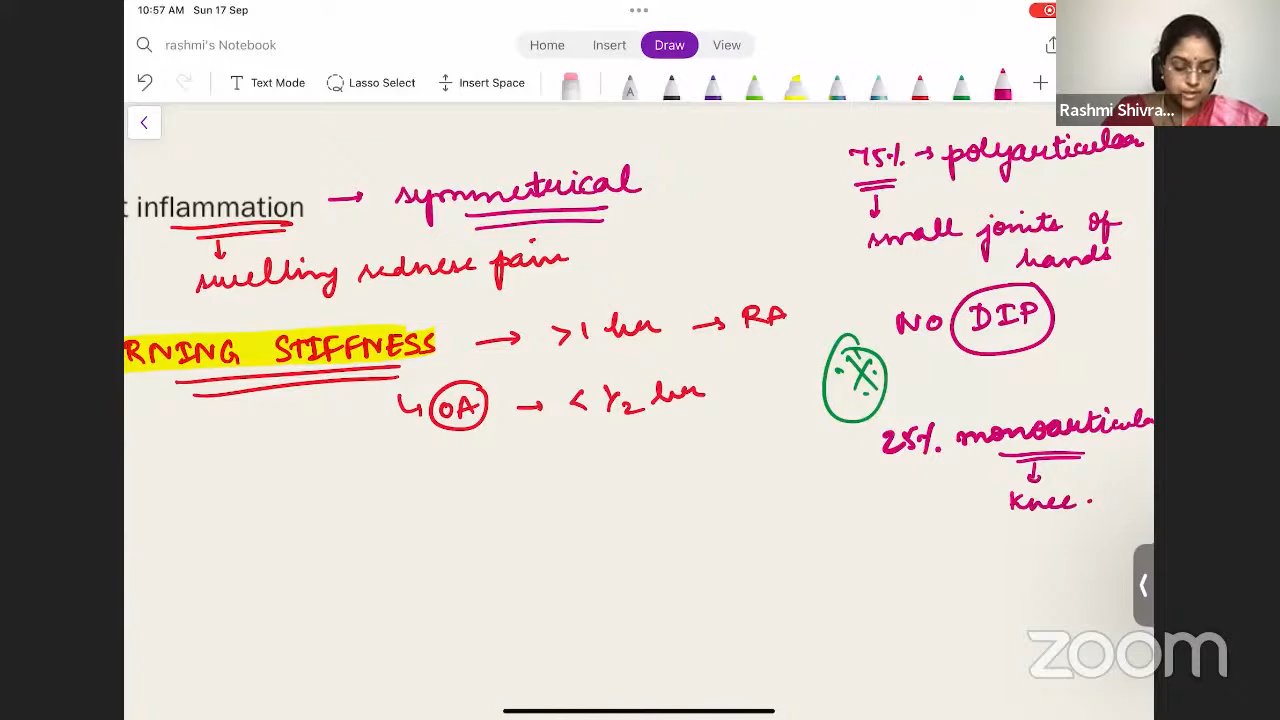 10:57 AM Sun 17 Sep
rashmi's Notebook
Home Insert Draw View
Text Mode Lasso Select Insert Space
A
Rashmi Shivra...
t inflammation → symmetrical
swelling redness pain
RNING STIFFNESS → >1 hr → RA
OA → < 1/2 hr
75% → polyarticular
small joints of
hands
NO DIP
25% monoarticula
Knee.
zoom